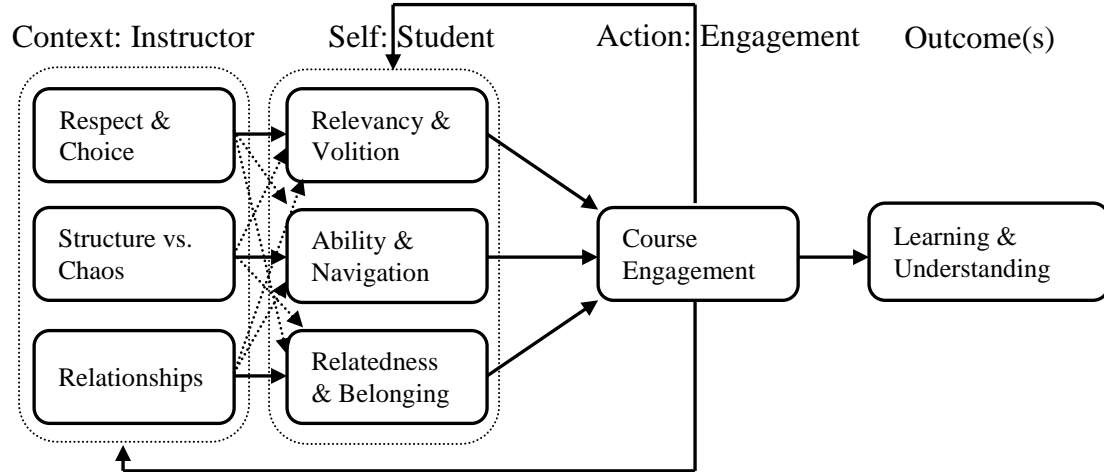 Context: Instructor
Self: Student
Action: Engagement
Outcome(s)
Respect &
Choice
Relevancy &
Volition
Structure vs.
Chaos
Ability &
Navigation
Course
Engagement
Learning &
Understanding
Relationships
Relatedness
& Belonging